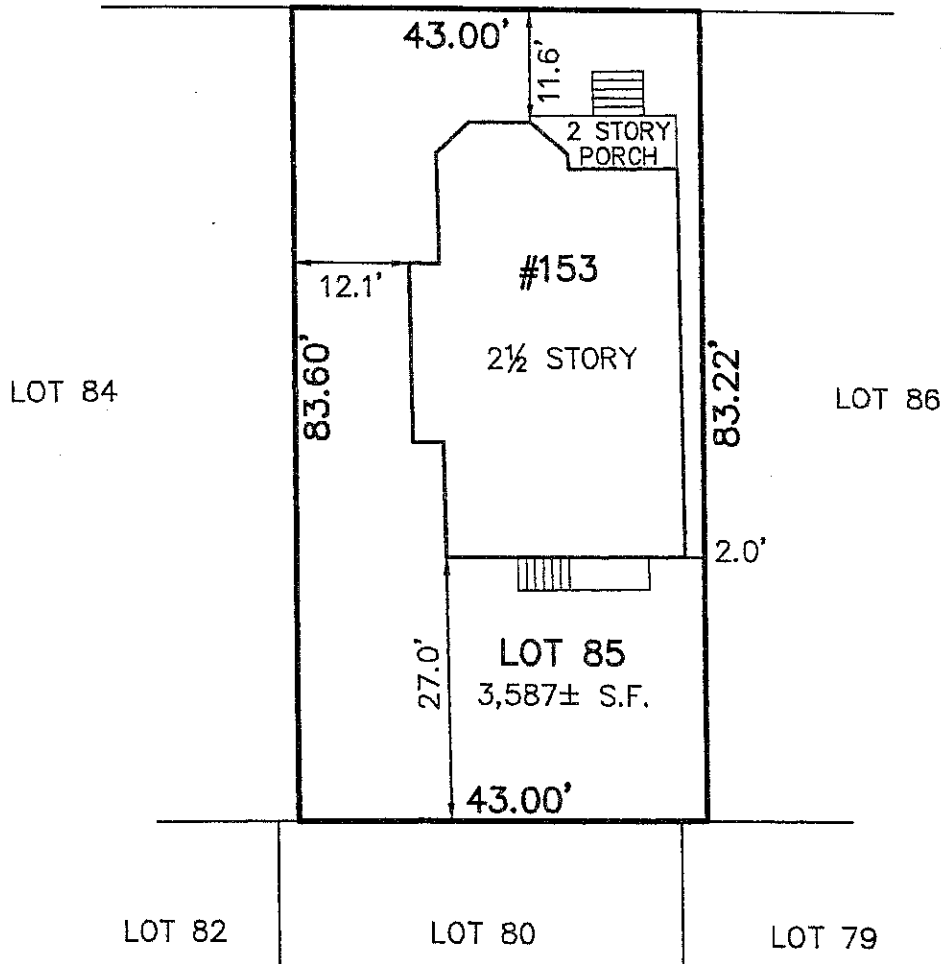 43.00'
11.6'
2 STORY
PORCH
#153
12.1'
2½ STORY
83.60'
83.22'
LOT 84
LOT 86
2.0'
27.0'
LOT 85
3,587± S.F.
43.00'
LOT 82
LOT 80
LOT 79